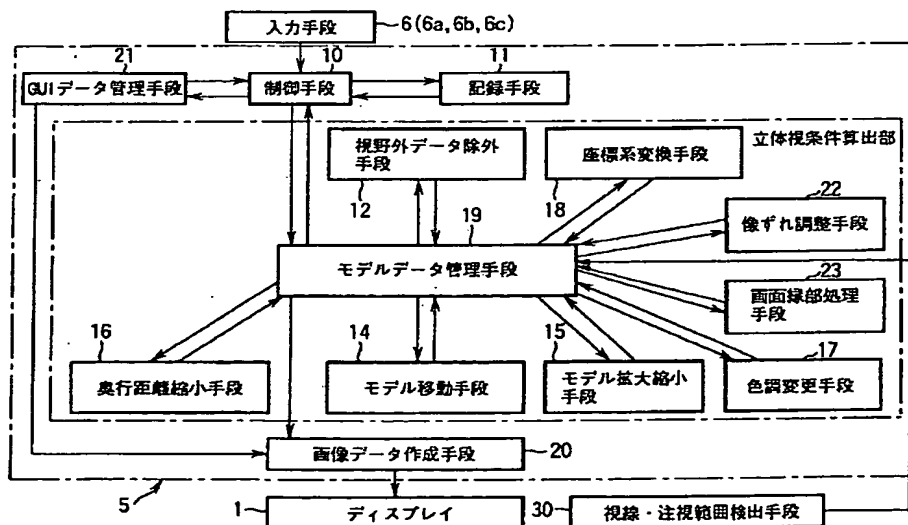 入力手段 6(6a,6b,6c)
21 10 11
GUIデータ管理手段 制御手段 記録手段
立体視条件算出部
視野外データ除外
手段
12
座標系変換手段
18
22
像ずれ調整手段
19
モデルデータ管理手段
23
画面縁部処理
手段
16
奥行距離縮小手段
14
モデル移動手段
15
モデル拡大縮小
手段
17
色調変更手段
画像データ作成手段 20
5
1 ディスプレイ
30 視線・注視範囲検出手段